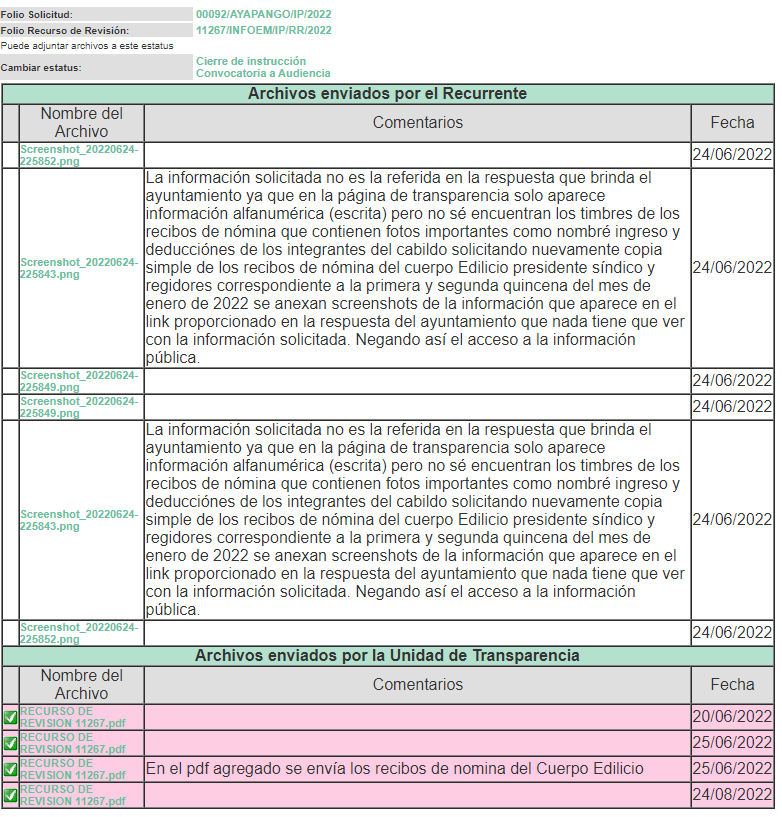 Folio Solicitud: 00092/AYAPANGO/IP/2022
Folio Recurso de Revisión: 11267/INFOEM/IP/RR/2022
Puede adjuntar archivos a este estatus
Cambiar estatus: Cierre de instrucción
Convocatoria a Audiencia
Archivos enviados por el Recurrente
Nombre del Archivo Comentarios Fecha
Screenshot_20220624-225852.png 24/06/2022
Screenshot_20220624-225843.png
La información solicitada no es la referida en la respuesta que brinda el
ayuntamiento ya que en la página de transparencia solo aparece
información alfanumérica (escrita) pero no sé encuentran los timbres de los
recibos de nómina que contienen fotos importantes como nombré ingreso y
deducciónes de los integrantes del cabildo solicitando nuevamente copia
simple de los recibos de nómina del cuerpo Edilicio presidente síndico y
regidores correspondiente a la primera y segunda quincena del mes de
enero de 2022 se anexan screenshots de la información que aparece en el
link proporcionado en la respuesta del ayuntamiento que nada tiene que ver
con la información solicitada. Negando así el acceso a la información
pública.
24/06/2022
Screenshot_20220624-225849.png 24/06/2022
Screenshot_20220624-225849.png 24/06/2022
Screenshot_20220624-225843.png
La información solicitada no es la referida en la respuesta que brinda el
ayuntamiento ya que en la página de transparencia solo aparece
información alfanumérica (escrita) pero no sé encuentran los timbres de los
recibos de nómina que contienen fotos importantes como nombré ingreso y
deducciónes de los integrantes del cabildo solicitando nuevamente copia
simple de los recibos de nómina del cuerpo Edilicio presidente síndico y
regidores correspondiente a la primera y segunda quincena del mes de
enero de 2022 se anexan screenshots de la información que aparece en el
link proporcionado en la respuesta del ayuntamiento que nada tiene que ver
con la información solicitada. Negando así el acceso a la información
pública.
24/06/2022
Screenshot_20220624-225852.png 24/06/2022
Archivos enviados por la Unidad de Transparencia
Nombre del Archivo Comentarios Fecha
RECURSO DE REVISION 11267.pdf 20/06/2022
RECURSO DE REVISION 11267.pdf 25/06/2022
RECURSO DE REVISION 11267.pdf En el pdf agregado se envía los recibos de nomina del Cuerpo Edilicio 25/06/2022
RECURSO DE REVISION 11267.pdf 24/08/2022